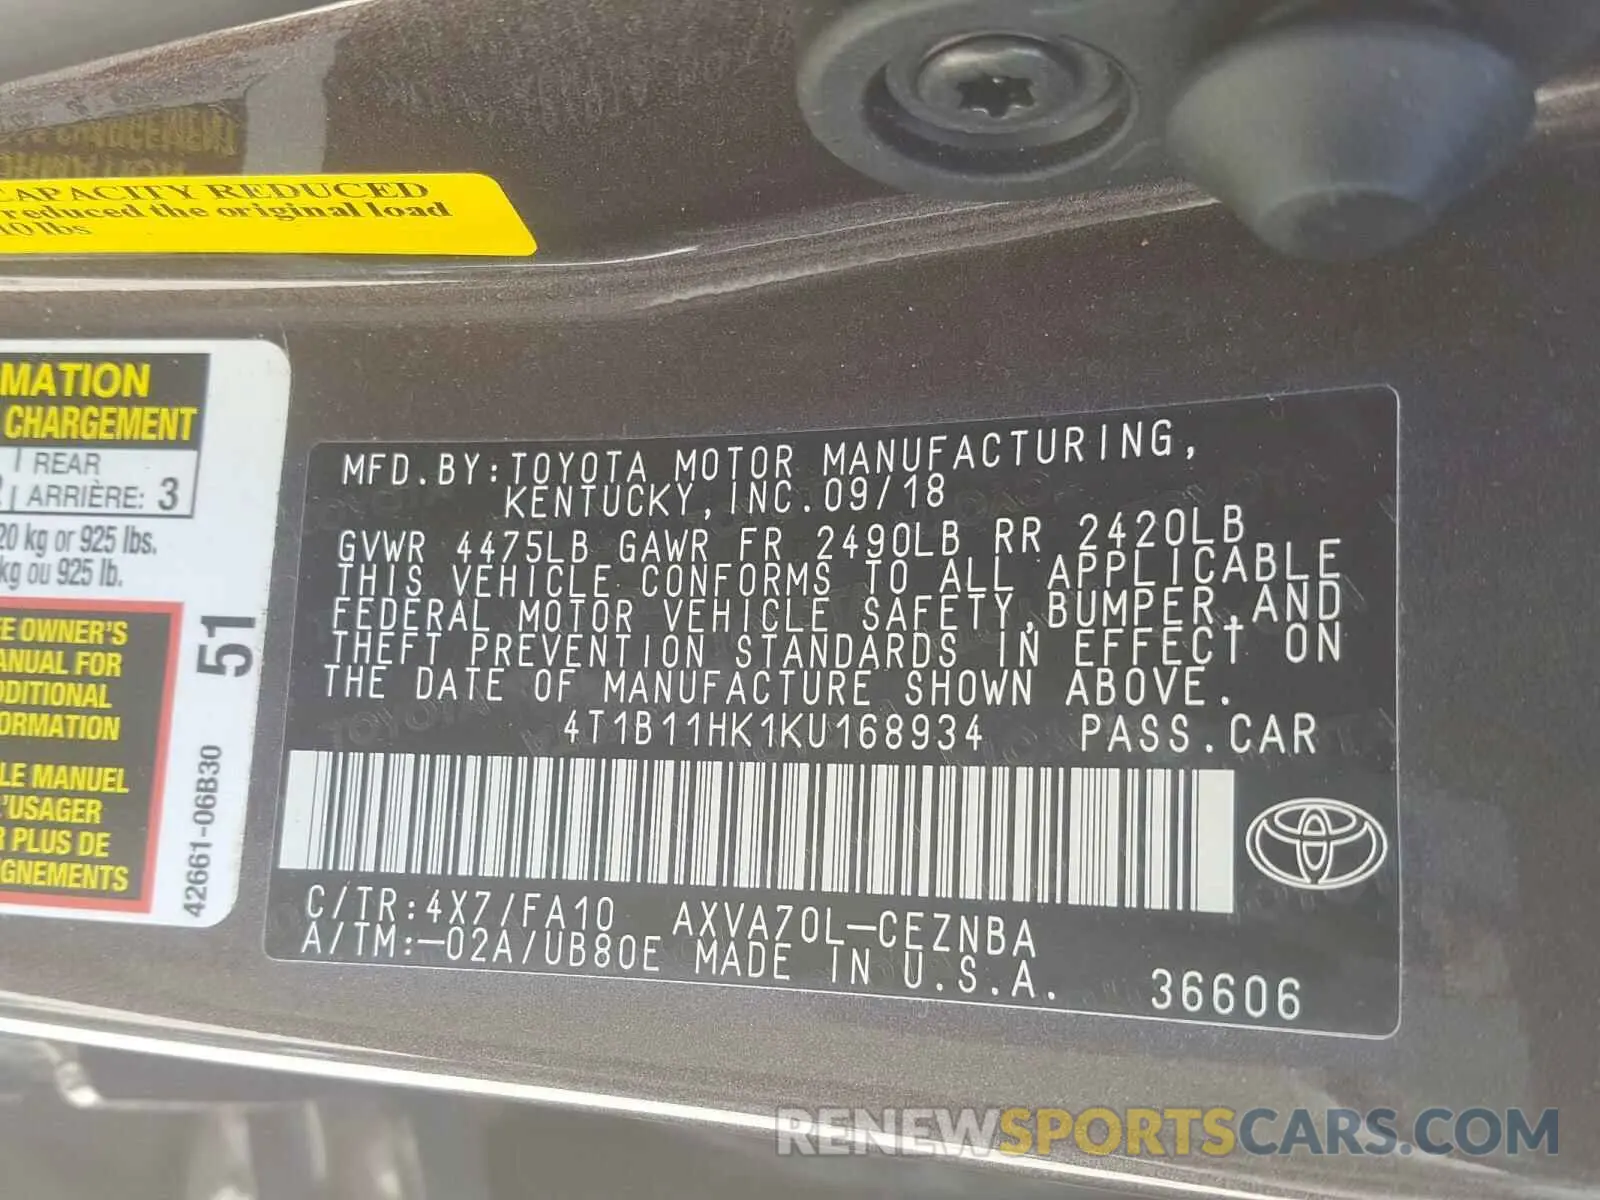 CAPACITY REDUCED
reduced the original load
10 lbs
MATION
CHARGEMENT
REAR
ARRIÈRE: 3
20 kg or 925 lbs.
kg ou 925 lb.
OWNER'S
ANUAL FOR
DDITIONAL
ORMATION
LE MANUEL
L'USAGER
R PLUS DE
IGNEMENTS
51
42661-06B30
MFD.BY:TOYOTA MOTOR MANUFACTURING,
KENTUCKY,INC.09/18
GVWR 4475LB GAWR FR 2490LB RR 2420LB
THIS VEHICLE CONFORMS TO ALL APPLICABLE
FEDERAL MOTOR VEHICLE SAFETY,BUMPER,AND
THEFT PREVENTION STANDARDS IN EFFECT ON
THE DATE OF MANUFACTURE SHOWN ABOVE.
4T1B11HK1KU168934 PASS.CAR
C/TR:4X7/FA10 AXVA70L-CEZNBA
A/TM:-02A/UB80E MADE IN U.S.A.
36606
RENEWSPORTSCARS.COM